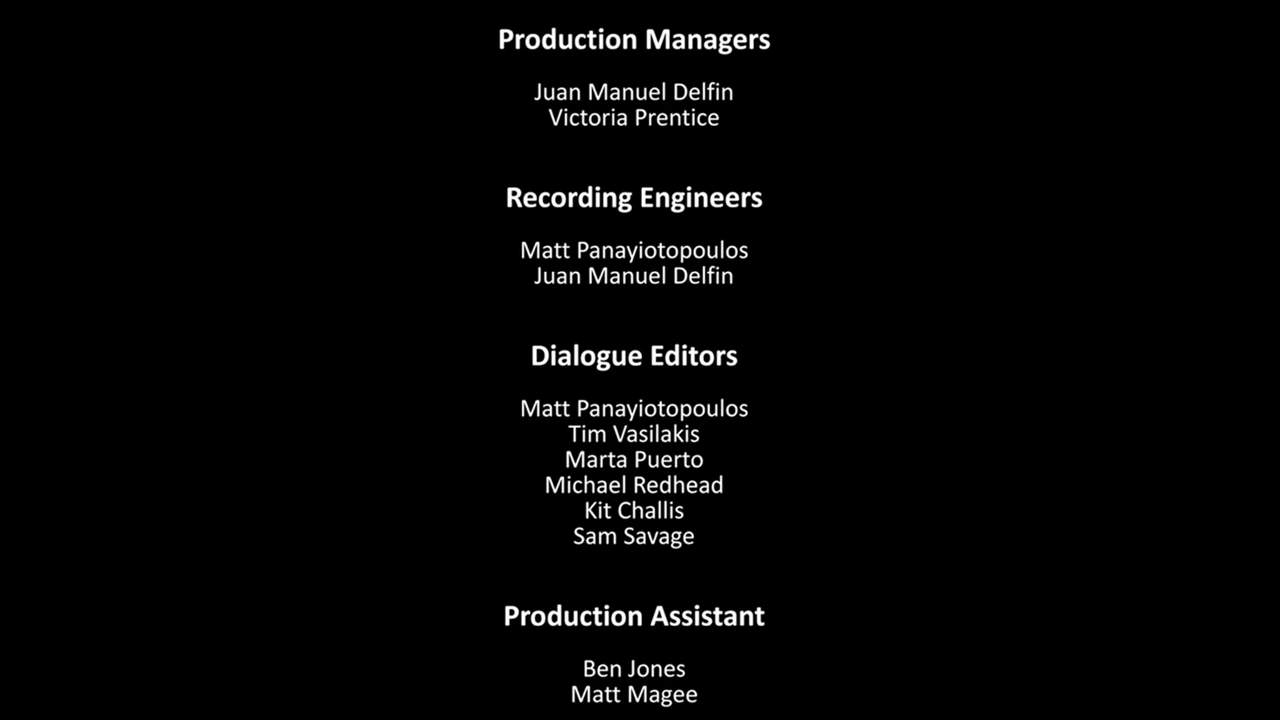 Production Managers
Juan Manuel Delfin
Victoria Prentice
Recording Engineers
Matt Panayiotopoulos
Juan Manuel Delfin
Dialogue Editors
Matt Panayiotopoulos
Tim Vasilakis
Marta Puerto
Michael Redhead
Kit Challis
Sam Savage
Production Assistant
Ben Jones
Matt Magee